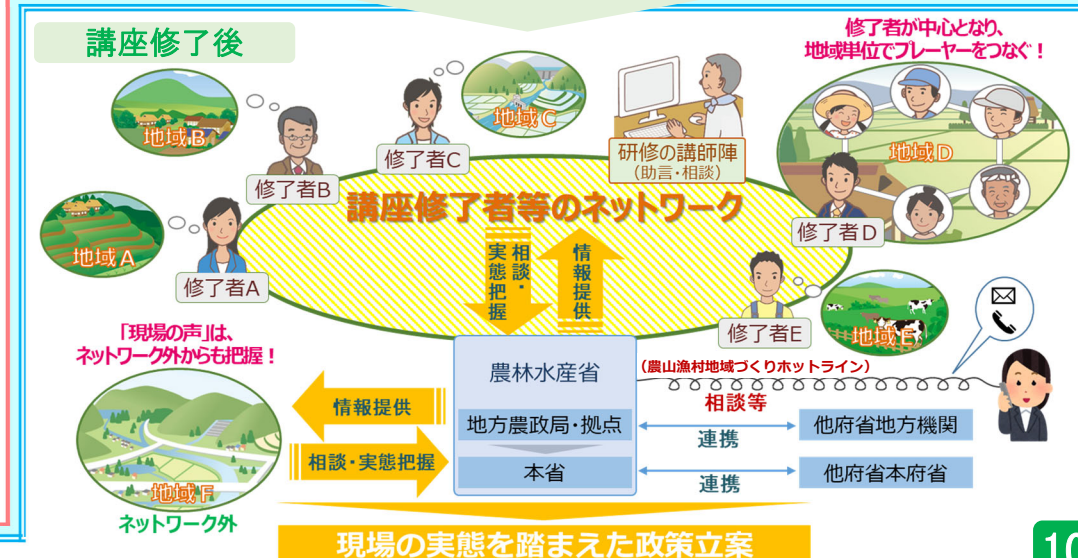 講座修了後
修了者が中心となり、
地域単位でプレーヤーをつなぐ！
地域B
地域C
地域D
修了者C
修了者B
研修の講師陣
（助言・相談）
講座修了者等のネットワーク
地域A
修了者A
修了者D
相談・
実態把握
情報提供
修了者E
地域E
「現場の声」は、
ネットワーク外からも把握！
農林水産省
（農山漁村地域づくりホットライン）
相談等
情報提供
地方農政局・拠点
連携
他府省地方機関
相談・実態把握
本省
連携
他府省本府省
地域F
ネットワーク外
現場の実態を踏まえた政策立案
10